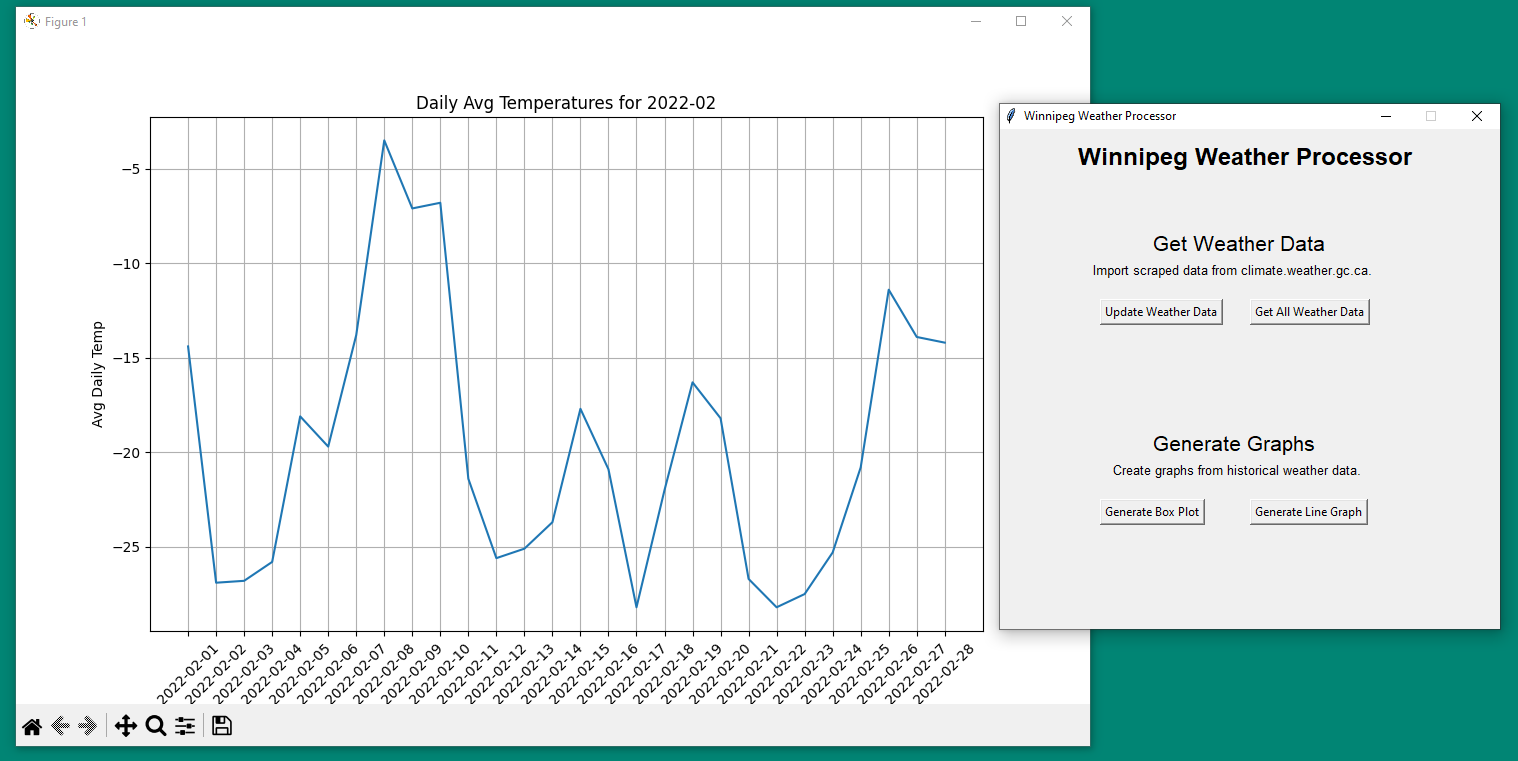 Figure 1
Daily Avg Temperatures for 2022-02
Avg Daily Temp
−5
−10
−15
−20
−25
2022-02-01
2022-02-02
2022-02-03
2022-02-04
2022-02-05
2022-02-06
2022-02-07
2022-02-08
2022-02-09
2022-02-10
2022-02-11
2022-02-12
2022-02-13
2022-02-14
2022-02-15
2022-02-16
2022-02-17
2022-02-18
2022-02-19
2022-02-20
2022-02-21
2022-02-22
2022-02-23
2022-02-24
2022-02-25
2022-02-26
2022-02-27
2022-02-28
Winnipeg Weather Processor
Winnipeg Weather Processor
Get Weather Data
Import scraped data from climate.weather.gc.ca.
Update Weather Data
Get All Weather Data
Generate Graphs
Create graphs from historical weather data.
Generate Box Plot
Generate Line Graph